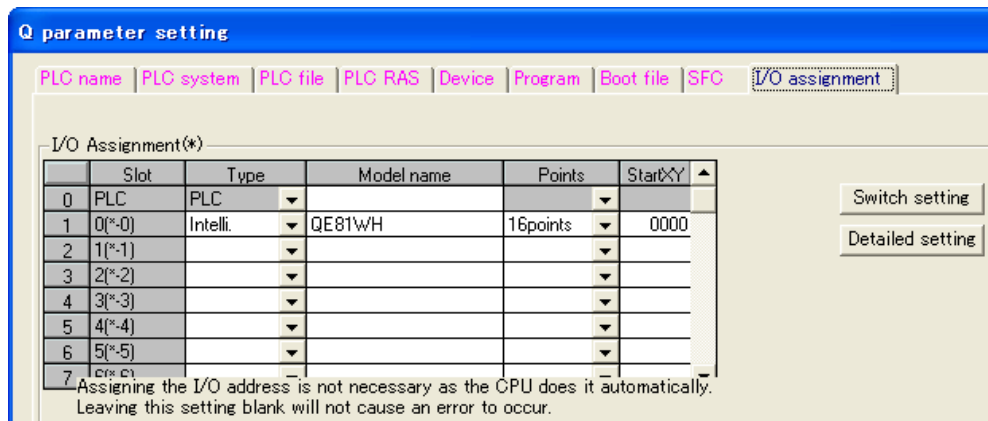 Q parameter setting
PLC name PLC system PLC file PLC RAS Device Program Boot file SFC I/O assignment
I/O Assignment(*)
Slot Type Model name Points StartXY
0 PLC PLC
1 0(*-0) Intelli. QE81WH 16points 0000
2 1(*-1)
3 2(*-2)
4 3(*-3)
5 4(*-4)
6 5(*-5)
7
Switch setting
Detailed setting
Assigning the I/O address is not necessary as the CPU does it automatically.
Leaving this setting blank will not cause an error to occur.